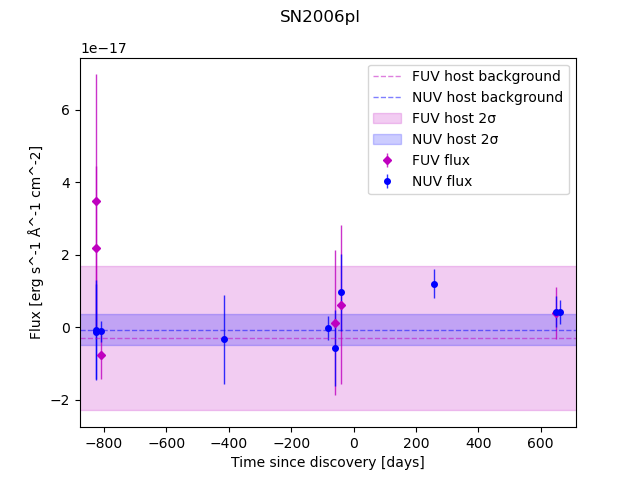 SN2006pl
1e−17
Flux [erg s^-1 Å^-1 cm^-2]
6
4
2
0
−2
FUV host background
NUV host background
FUV host 2σ
NUV host 2σ
FUV flux
NUV flux
−800 −600 −400 −200 0 200 400 600
Time since discovery [days]